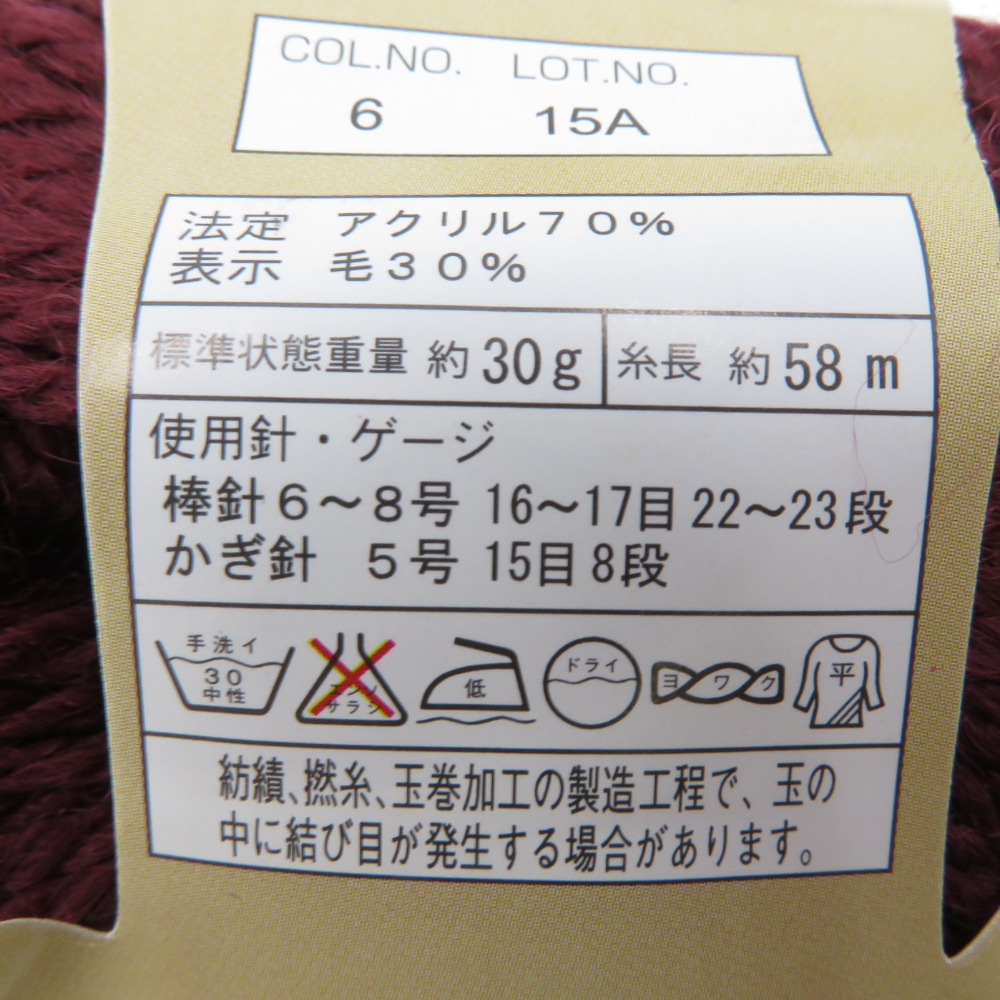 COL.NO. LOT.NO.
6 15A
法定 アクリル７０％
表示 毛３０％
標準状態重量 約30g 糸長 約58m
使用針・ゲージ
棒針６～８号 16～17目 22～23段
かぎ針 ５号 15目8段
手洗イ
30
中性
エンソ
サラシ
低
ドライ
ヨワク
平
紡績、撚糸、玉巻加工の製造工程で、玉の
中に結び目が発生する場合があります。